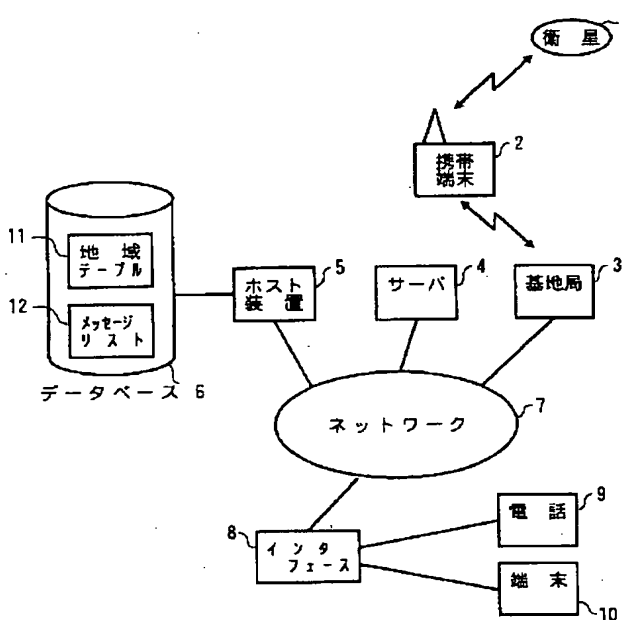 衛星
2
携帯
端末
11
地域
テーブル
12
メッセージ
リスト
データベース 6
ホスト
装置
5
サーバ
4
基地局
3
ネットワーク
7
8
インタ
フェース
電話
9
端末
10